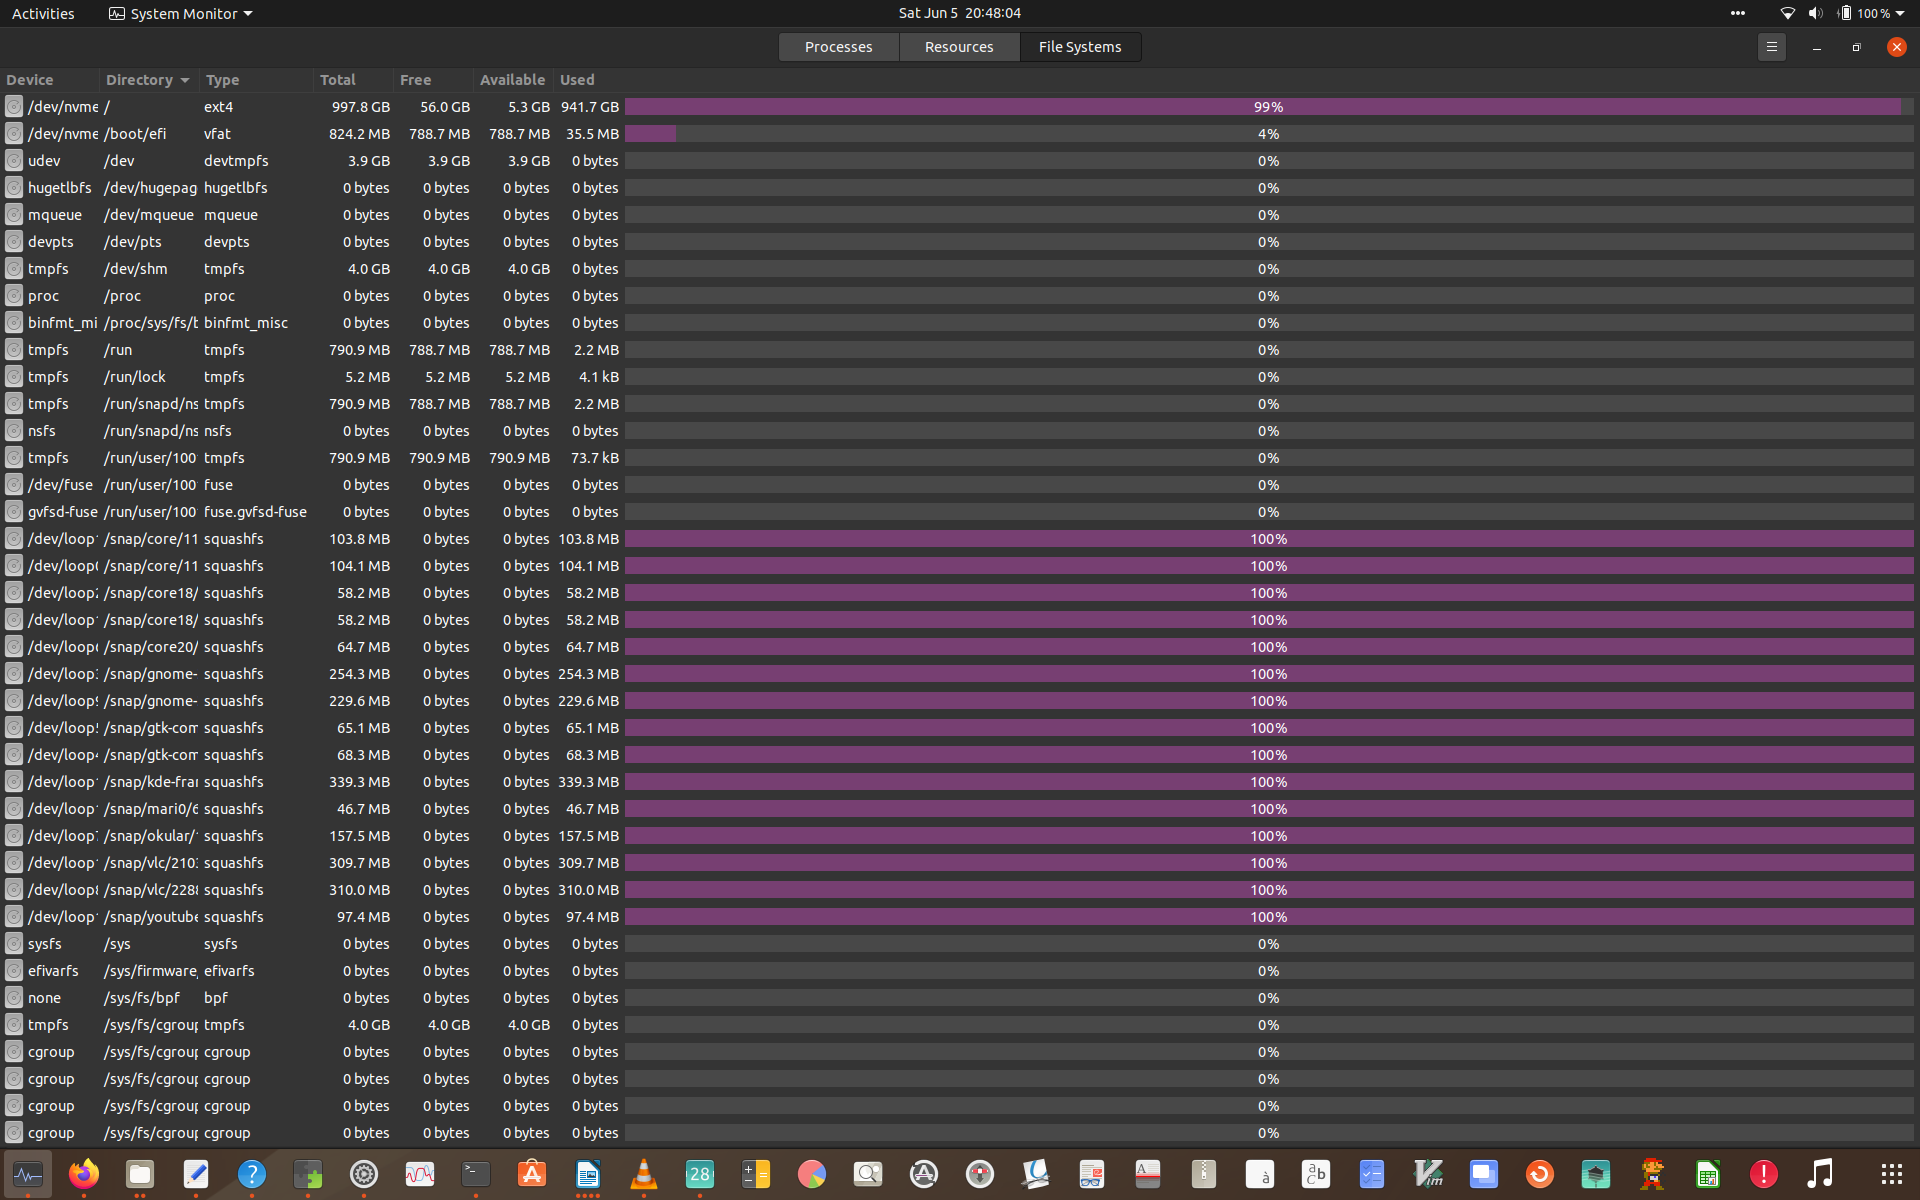 Activities System Monitor Sat Jun 5 20:48:04 100 %
Processes Resources File Systems
Device Directory Type Total Free Available Used
/dev/nvme / ext4 997.8 GB 56.0 GB 5.3 GB 941.7 GB 99%
/dev/nvme /boot/efi vfat 824.2 MB 788.7 MB 788.7 MB 35.5 MB 4%
udev /dev devtmpfs 3.9 GB 3.9 GB 3.9 GB 0 bytes 0%
hugetlbfs /dev/hugepag hugetlbfs 0 bytes 0 bytes 0 bytes 0 bytes 0%
mqueue /dev/mqueue mqueue 0 bytes 0 bytes 0 bytes 0 bytes 0%
devpts /dev/pts devpts 0 bytes 0 bytes 0 bytes 0 bytes 0%
tmpfs /dev/shm tmpfs 4.0 GB 4.0 GB 4.0 GB 0 bytes 0%
proc /proc proc 0 bytes 0 bytes 0 bytes 0 bytes 0%
binfmt_mi /proc/sys/fs/b binfmt_misc 0 bytes 0 bytes 0 bytes 0 bytes 0%
tmpfs /run tmpfs 790.9 MB 788.7 MB 788.7 MB 2.2 MB 0%
tmpfs /run/lock tmpfs 5.2 MB 5.2 MB 5.2 MB 4.1 kB 0%
tmpfs /run/snapd/ns tmpfs 790.9 MB 788.7 MB 788.7 MB 2.2 MB 0%
nsfs /run/snapd/ns nsfs 0 bytes 0 bytes 0 bytes 0 bytes 0%
tmpfs /run/user/100 tmpfs 790.9 MB 790.9 MB 790.9 MB 73.7 kB 0%
/dev/fuse /run/user/100 fuse 0 bytes 0 bytes 0 bytes 0 bytes 0%
gvfsd-fuse /run/user/100 fuse.gvfsd-fuse 0 bytes 0 bytes 0 bytes 0 bytes 0%
/dev/loop1 /snap/core/11 squashfs 103.8 MB 0 bytes 0 bytes 103.8 MB 100%
/dev/loop0 /snap/core/11 squashfs 104.1 MB 0 bytes 0 bytes 104.1 MB 100%
/dev/loop2 /snap/core18/ squashfs 58.2 MB 0 bytes 0 bytes 58.2 MB 100%
/dev/loop1 /snap/core18/ squashfs 58.2 MB 0 bytes 0 bytes 58.2 MB 100%
/dev/loop6 /snap/core20/ squashfs 64.7 MB 0 bytes 0 bytes 64.7 MB 100%
/dev/loop3 /snap/gnome- squashfs 254.3 MB 0 bytes 0 bytes 254.3 MB 100%
/dev/loop9 /snap/gnome- squashfs 229.6 MB 0 bytes 0 bytes 229.6 MB 100%
/dev/loop5 /snap/gtk-com squashfs 65.1 MB 0 bytes 0 bytes 65.1 MB 100%
/dev/loop4 /snap/gtk-com squashfs 68.3 MB 0 bytes 0 bytes 68.3 MB 100%
/dev/loop1 /snap/kde-fra squashfs 339.3 MB 0 bytes 0 bytes 339.3 MB 100%
/dev/loop1 /snap/mari0/6 squashfs 46.7 MB 0 bytes 0 bytes 46.7 MB 100%
/dev/loop7 /snap/okular/ squashfs 157.5 MB 0 bytes 0 bytes 157.5 MB 100%
/dev/loop1 /snap/vlc/2103 squashfs 309.7 MB 0 bytes 0 bytes 309.7 MB 100%
/dev/loop8 /snap/vlc/2288 squashfs 310.0 MB 0 bytes 0 bytes 310.0 MB 100%
/dev/loop1 /snap/youtube squashfs 97.4 MB 0 bytes 0 bytes 97.4 MB 100%
sysfs /sys sysfs 0 bytes 0 bytes 0 bytes 0 bytes 0%
efivarfs /sys/firmware/ efivarfs 0 bytes 0 bytes 0 bytes 0 bytes 0%
none /sys/fs/bpf bpf 0 bytes 0 bytes 0 bytes 0 bytes 0%
tmpfs /sys/fs/cgroup tmpfs 4.0 GB 4.0 GB 4.0 GB 0 bytes 0%
cgroup /sys/fs/cgroup cgroup 0 bytes 0 bytes 0 bytes 0 bytes 0%
cgroup /sys/fs/cgroup cgroup 0 bytes 0 bytes 0 bytes 0 bytes 0%
cgroup /sys/fs/cgroup cgroup 0 bytes 0 bytes 0 bytes 0 bytes 0%
cgroup /sys/fs/cgroup cgroup 0 bytes 0 bytes 0 bytes 0 bytes 0%
28